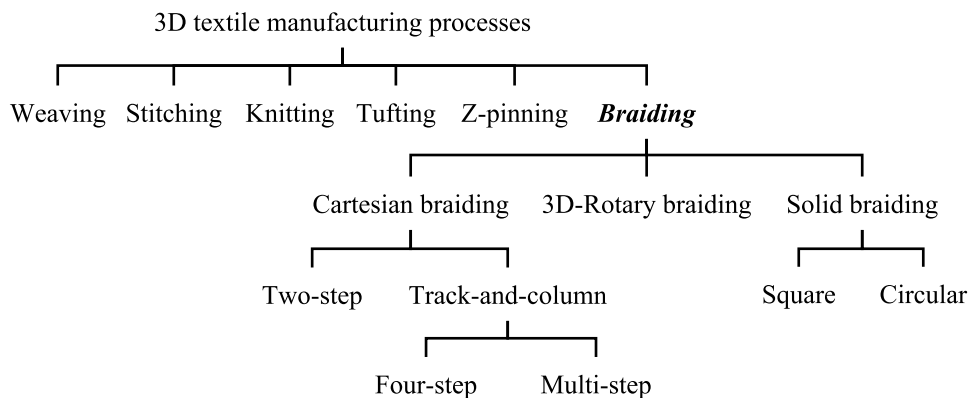 3D textile manufacturing processes
Weaving Stitching Knitting Tufting Z-pinning Braiding
Cartesian braiding 3D-Rotary braiding Solid braiding
Two-step Track-and-column Square Circular
Four-step Multi-step